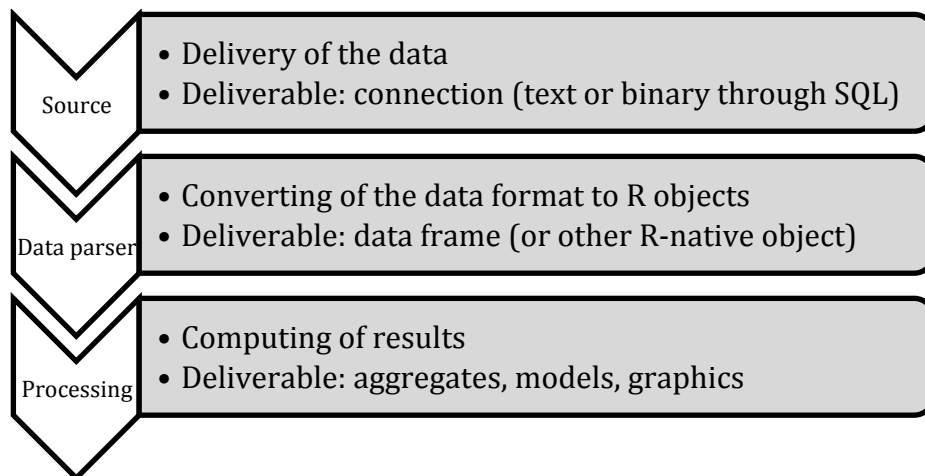 Source
• Delivery of the data
• Deliverable: connection (text or binary through SQL)
Data parser
• Converting of the data format to R objects
• Deliverable: data frame (or other R-native object)
Processing
• Computing of results
• Deliverable: aggregates, models, graphics